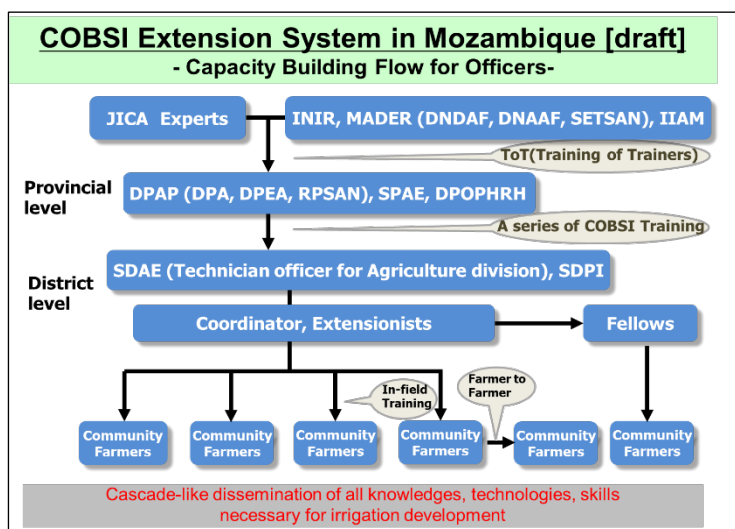 COBSI Extension System in Mozambique [draft]
- Capacity Building Flow for Officers-
JICA Experts
INIR, MADER (DNDAF, DNAAF, SETSAN), IIAM
ToT(Training of Trainers)
Provincial
level
DPAP (DPA, DPEA, RPSAN), SPAE, DPOPHRH
A series of COBSI Training
District
level
SDAE (Technician officer for Agriculture division), SDPI
Coordinator, Extensionists
Fellows
In-field
Training
Farmer to
Farmer
Community
Farmers
Community
Farmers
Community
Farmers
Community
Farmers
Community
Farmers
Community
Farmers
Cascade-like dissemination of all knowledges, technologies, skills
necessary for irrigation development